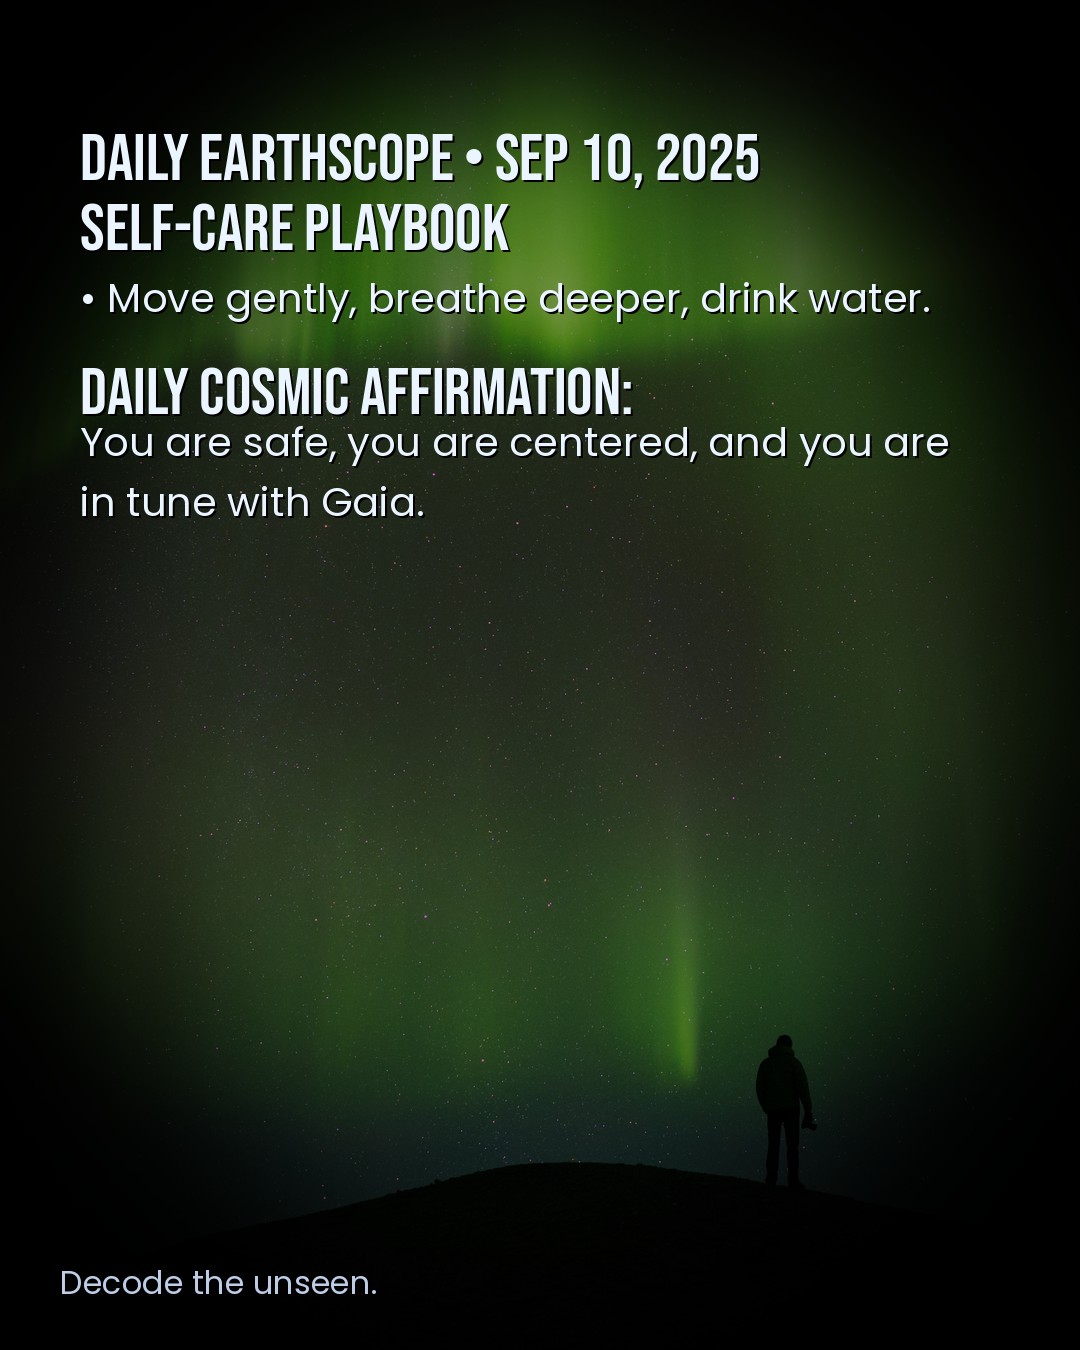 DAILY EARTHSCOPE • SEP 10, 2025
SELF-CARE PLAYBOOK
• Move gently, breathe deeper, drink water.
DAILY COSMIC AFFIRMATION:
You are safe, you are centered, and you are
in tune with Gaia.
Decode the unseen.